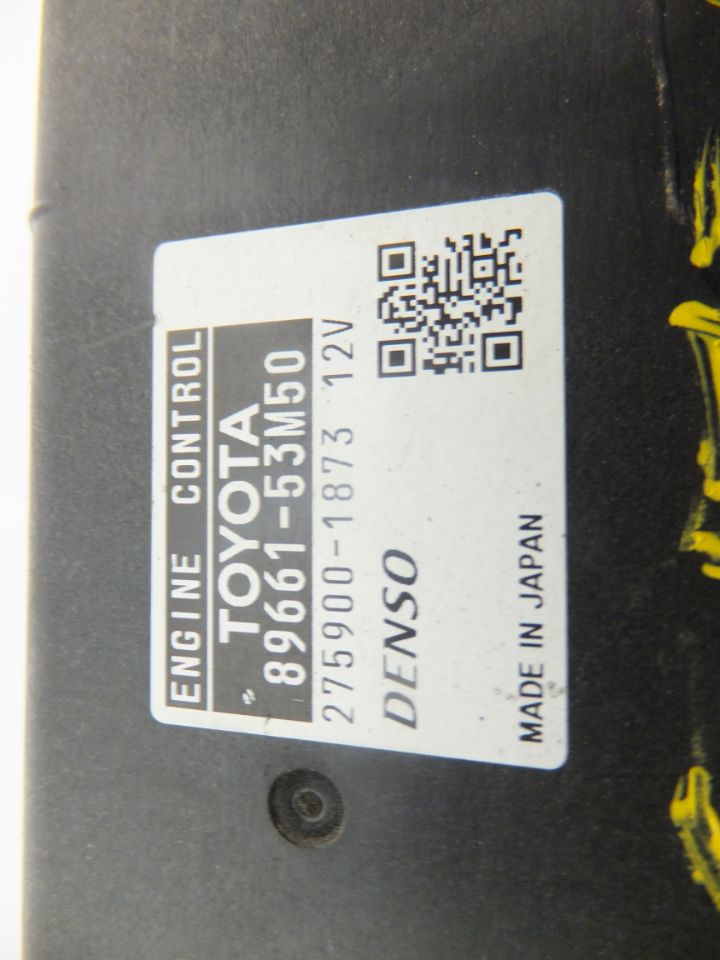 ENGINE CONTROL
TOYOTA
89661-53M50
275900-1873 12V
DENSO
MADE IN JAPAN